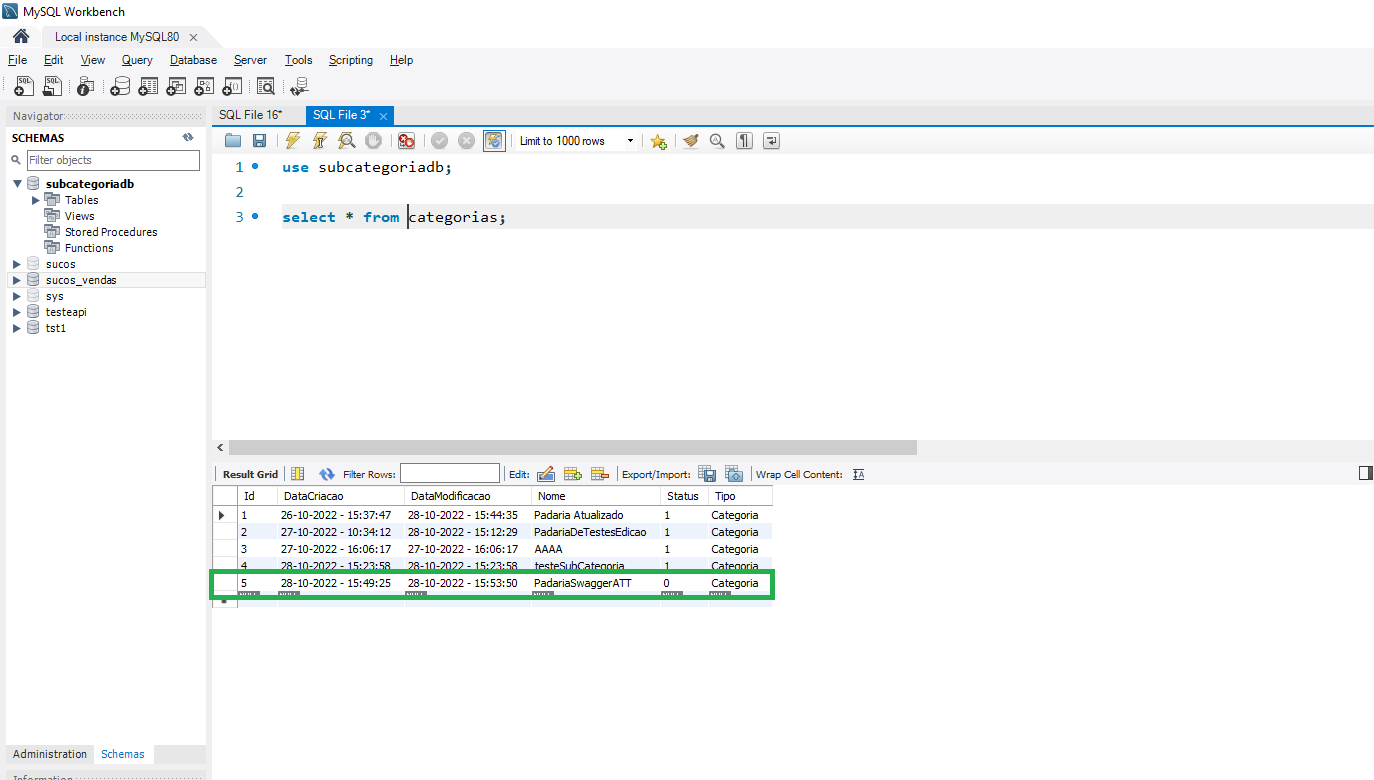 MySQL Workbench
Local instance MySQL80
File Edit View Query Database Server Tools Scripting Help
Navigator
SQL File 16* SQL File 3*
SCHEMAS
Limit to 1000 rows
Filter objects
subcategoriadb
Tables
Views
Stored Procedures
Functions
sucos
sucos_vendas
sys
testeapi
tst1
1 use subcategoriadb;
2
3 select * from categorias;
Result Grid Filter Rows: Edit: Export/Import: Wrap Cell Content:
Id DataCriacao DataModificacao Nome Status Tipo
1 26-10-2022 - 15:37:47 28-10-2022 - 15:44:35 Padaria Atualizado 1 Categoria
2 27-10-2022 - 10:34:12 28-10-2022 - 15:12:29 PadariaDeTestesEdicao 1 Categoria
3 27-10-2022 - 16:06:17 27-10-2022 - 16:06:17 AAAA 1 Categoria
4 28-10-2022 - 15:23:58 28-10-2022 - 15:23:58 testeSubCategoria 1 Categoria
5 28-10-2022 - 15:49:25 28-10-2022 - 15:53:50 PadariaSwaggerATT 0 Categoria
Administration Schemas
Information